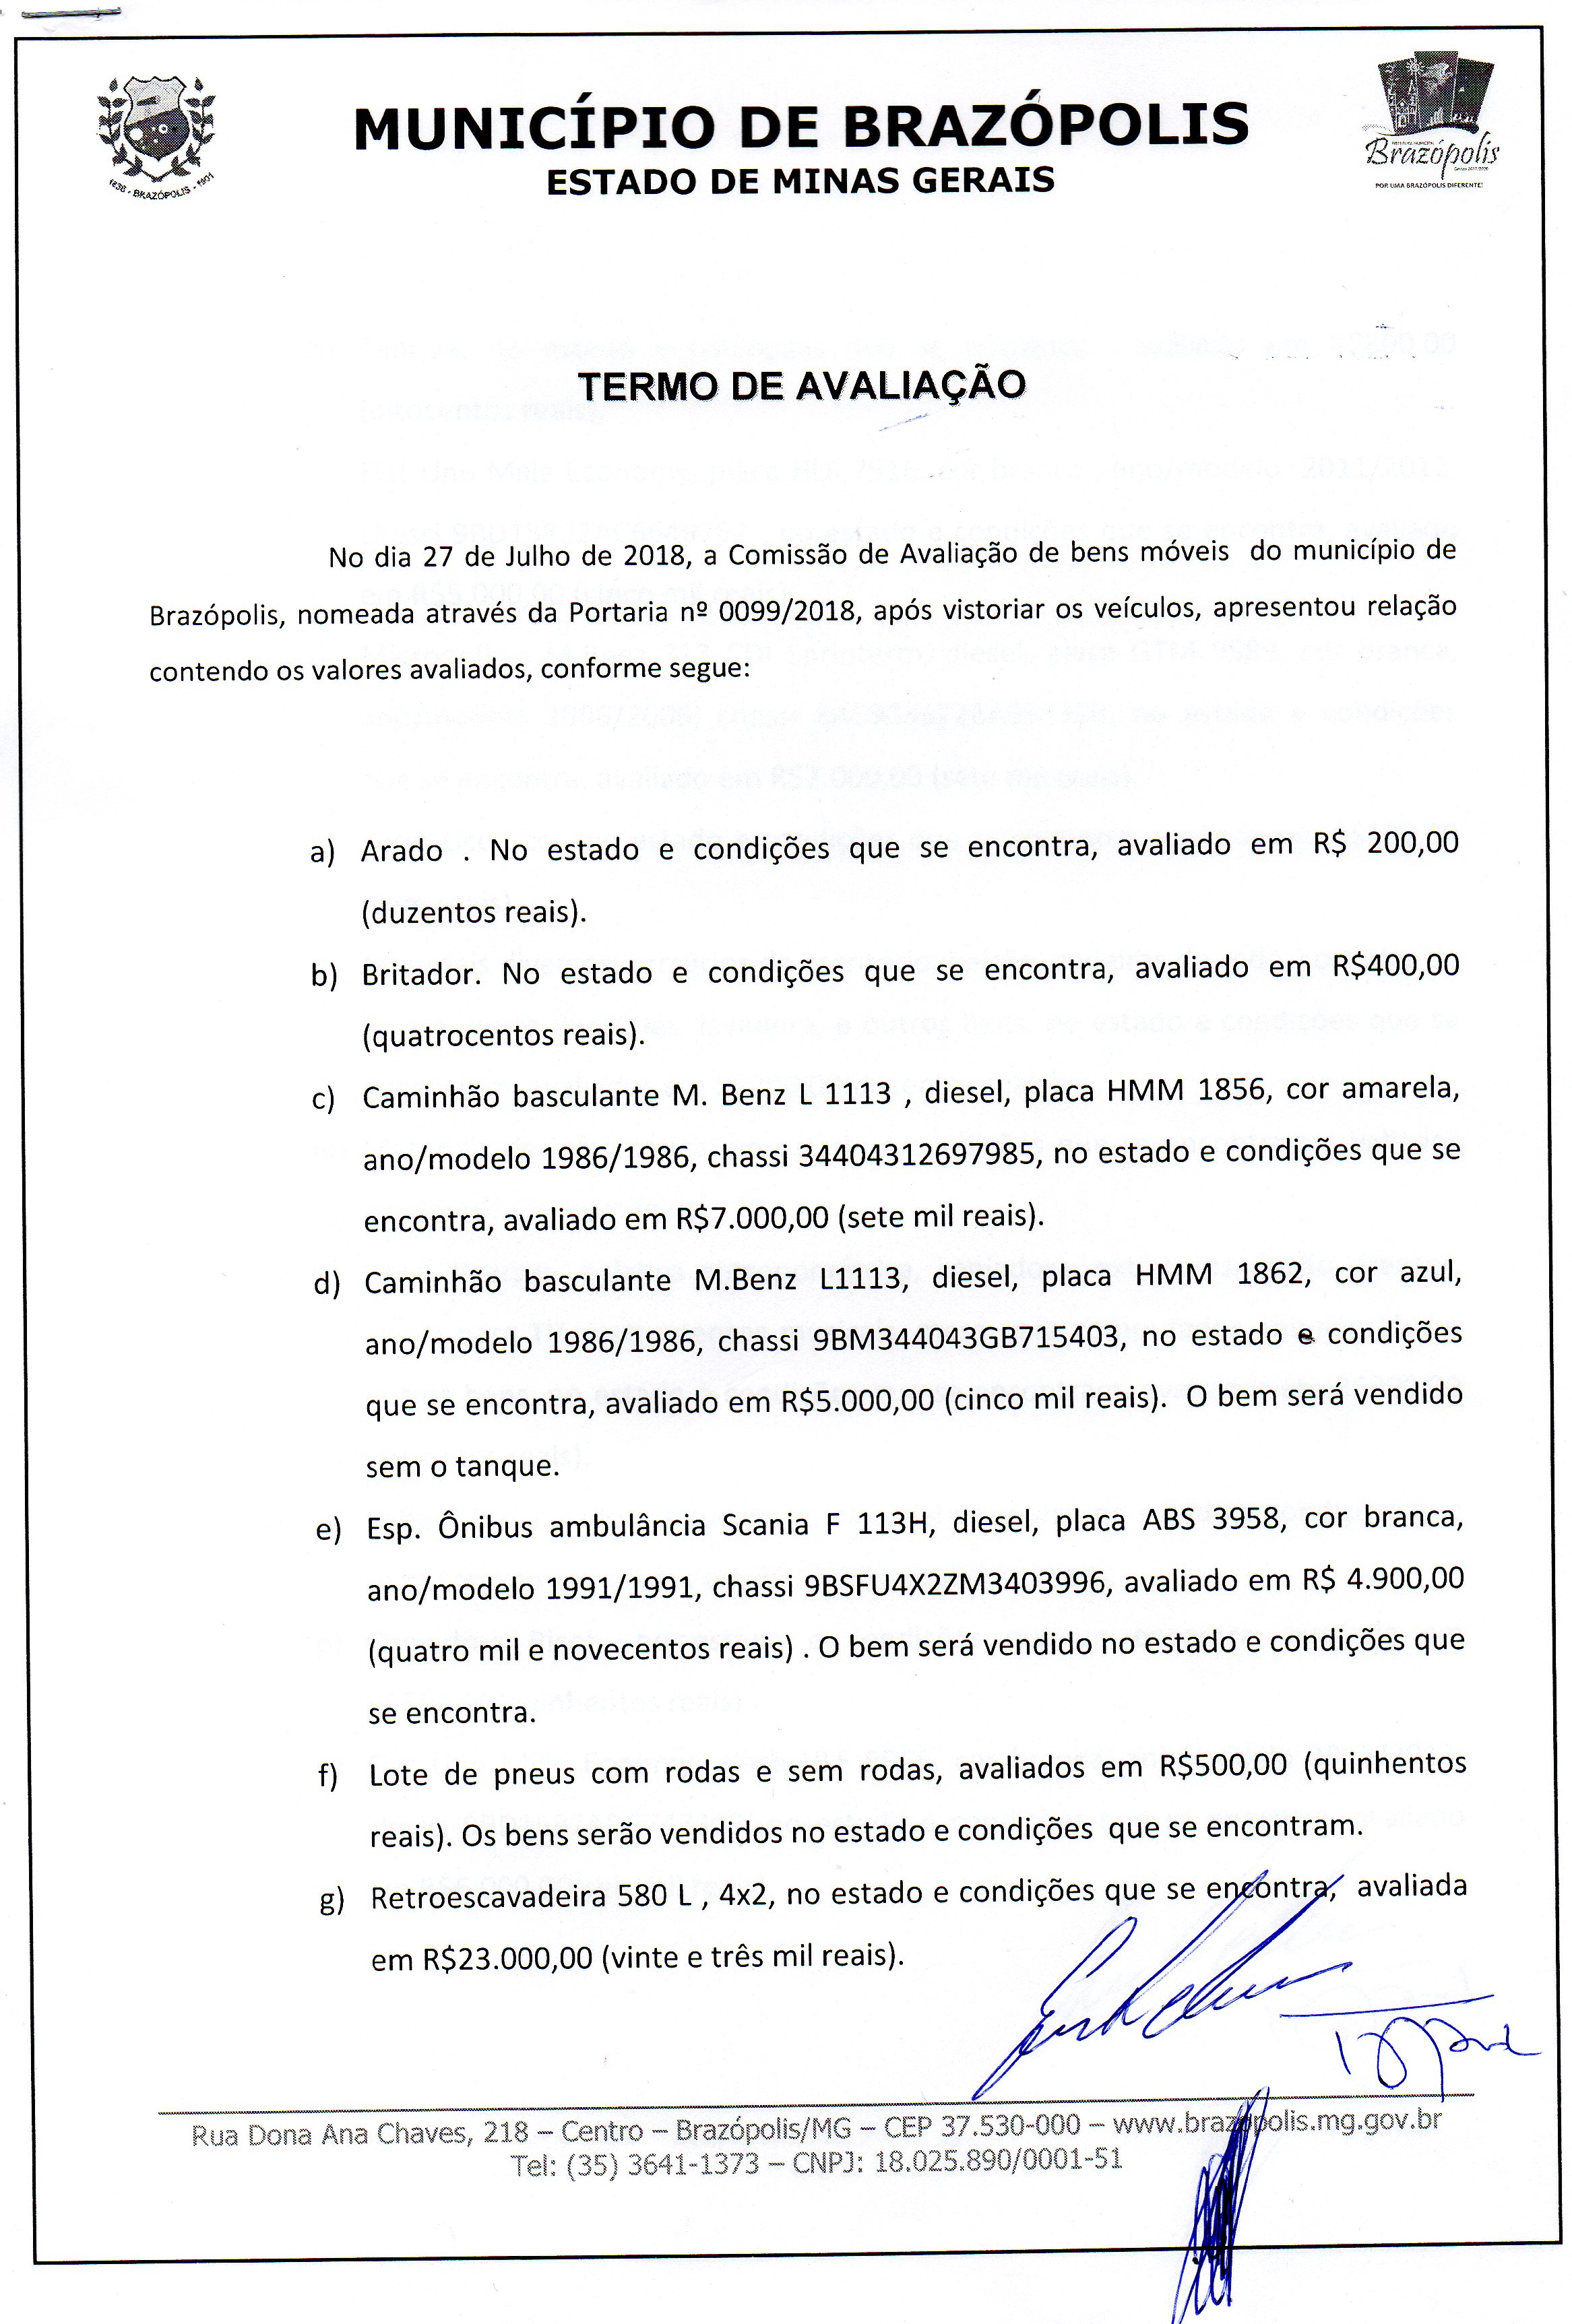 1838 - BRAZÓPOLIS - 1901
MUNICÍPIO DE BRAZÓPOLIS
ESTADO DE MINAS GERAIS
Brazópolis
POR UMA BRAZÓPOLIS DIFERENTE!
TERMO DE AVALIAÇÃO
No dia 27 de Julho de 2018, a Comissão de Avaliação de bens móveis do município de
Brazópolis, nomeada através da Portaria nº 0099/2018, após vistoriar os veículos, apresentou relação
contendo os valores avaliados, conforme segue:
a) Arado . No estado e condições que se encontra, avaliado em R$ 200,00
(duzentos reais).
b) Britador. No estado e condições que se encontra, avaliado em R$400,00
(quatrocentos reais).
c) Caminhão basculante M. Benz L 1113 , diesel, placa HMM 1856, cor amarela,
ano/modelo 1986/1986, chassi 34404312697985, no estado e condições que se
encontra, avaliado em R$7.000,00 (sete mil reais).
d) Caminhão basculante M.Benz L1113, diesel, placa HMM 1862, cor azul,
ano/modelo 1986/1986, chassi 9BM344043GB715403, no estado e condições
que se encontra, avaliado em R$5.000,00 (cinco mil reais). O bem será vendido
sem o tanque.
e) Esp. Ônibus ambulância Scania F 113H, diesel, placa ABS 3958, cor branca,
ano/modelo 1991/1991, chassi 9BSFU4X2ZM3403996, avaliado em R$ 4.900,00
(quatro mil e novecentos reais) . O bem será vendido no estado e condições que
se encontra.
f) Lote de pneus com rodas e sem rodas, avaliados em R$500,00 (quinhentos
reais). Os bens serão vendidos no estado e condições que se encontram.
g) Retroescavadeira 580 L , 4x2, no estado e condições que se encontra, avaliada
em R$23.000,00 (vinte e três mil reais).
Rua Dona Ana Chaves, 218 – Centro – Brazópolis/MG – CEP 37.530-000 – www.brazopolis.mg.gov.br
Tel: (35) 3641-1373 – CNPJ: 18.025.890/0001-51